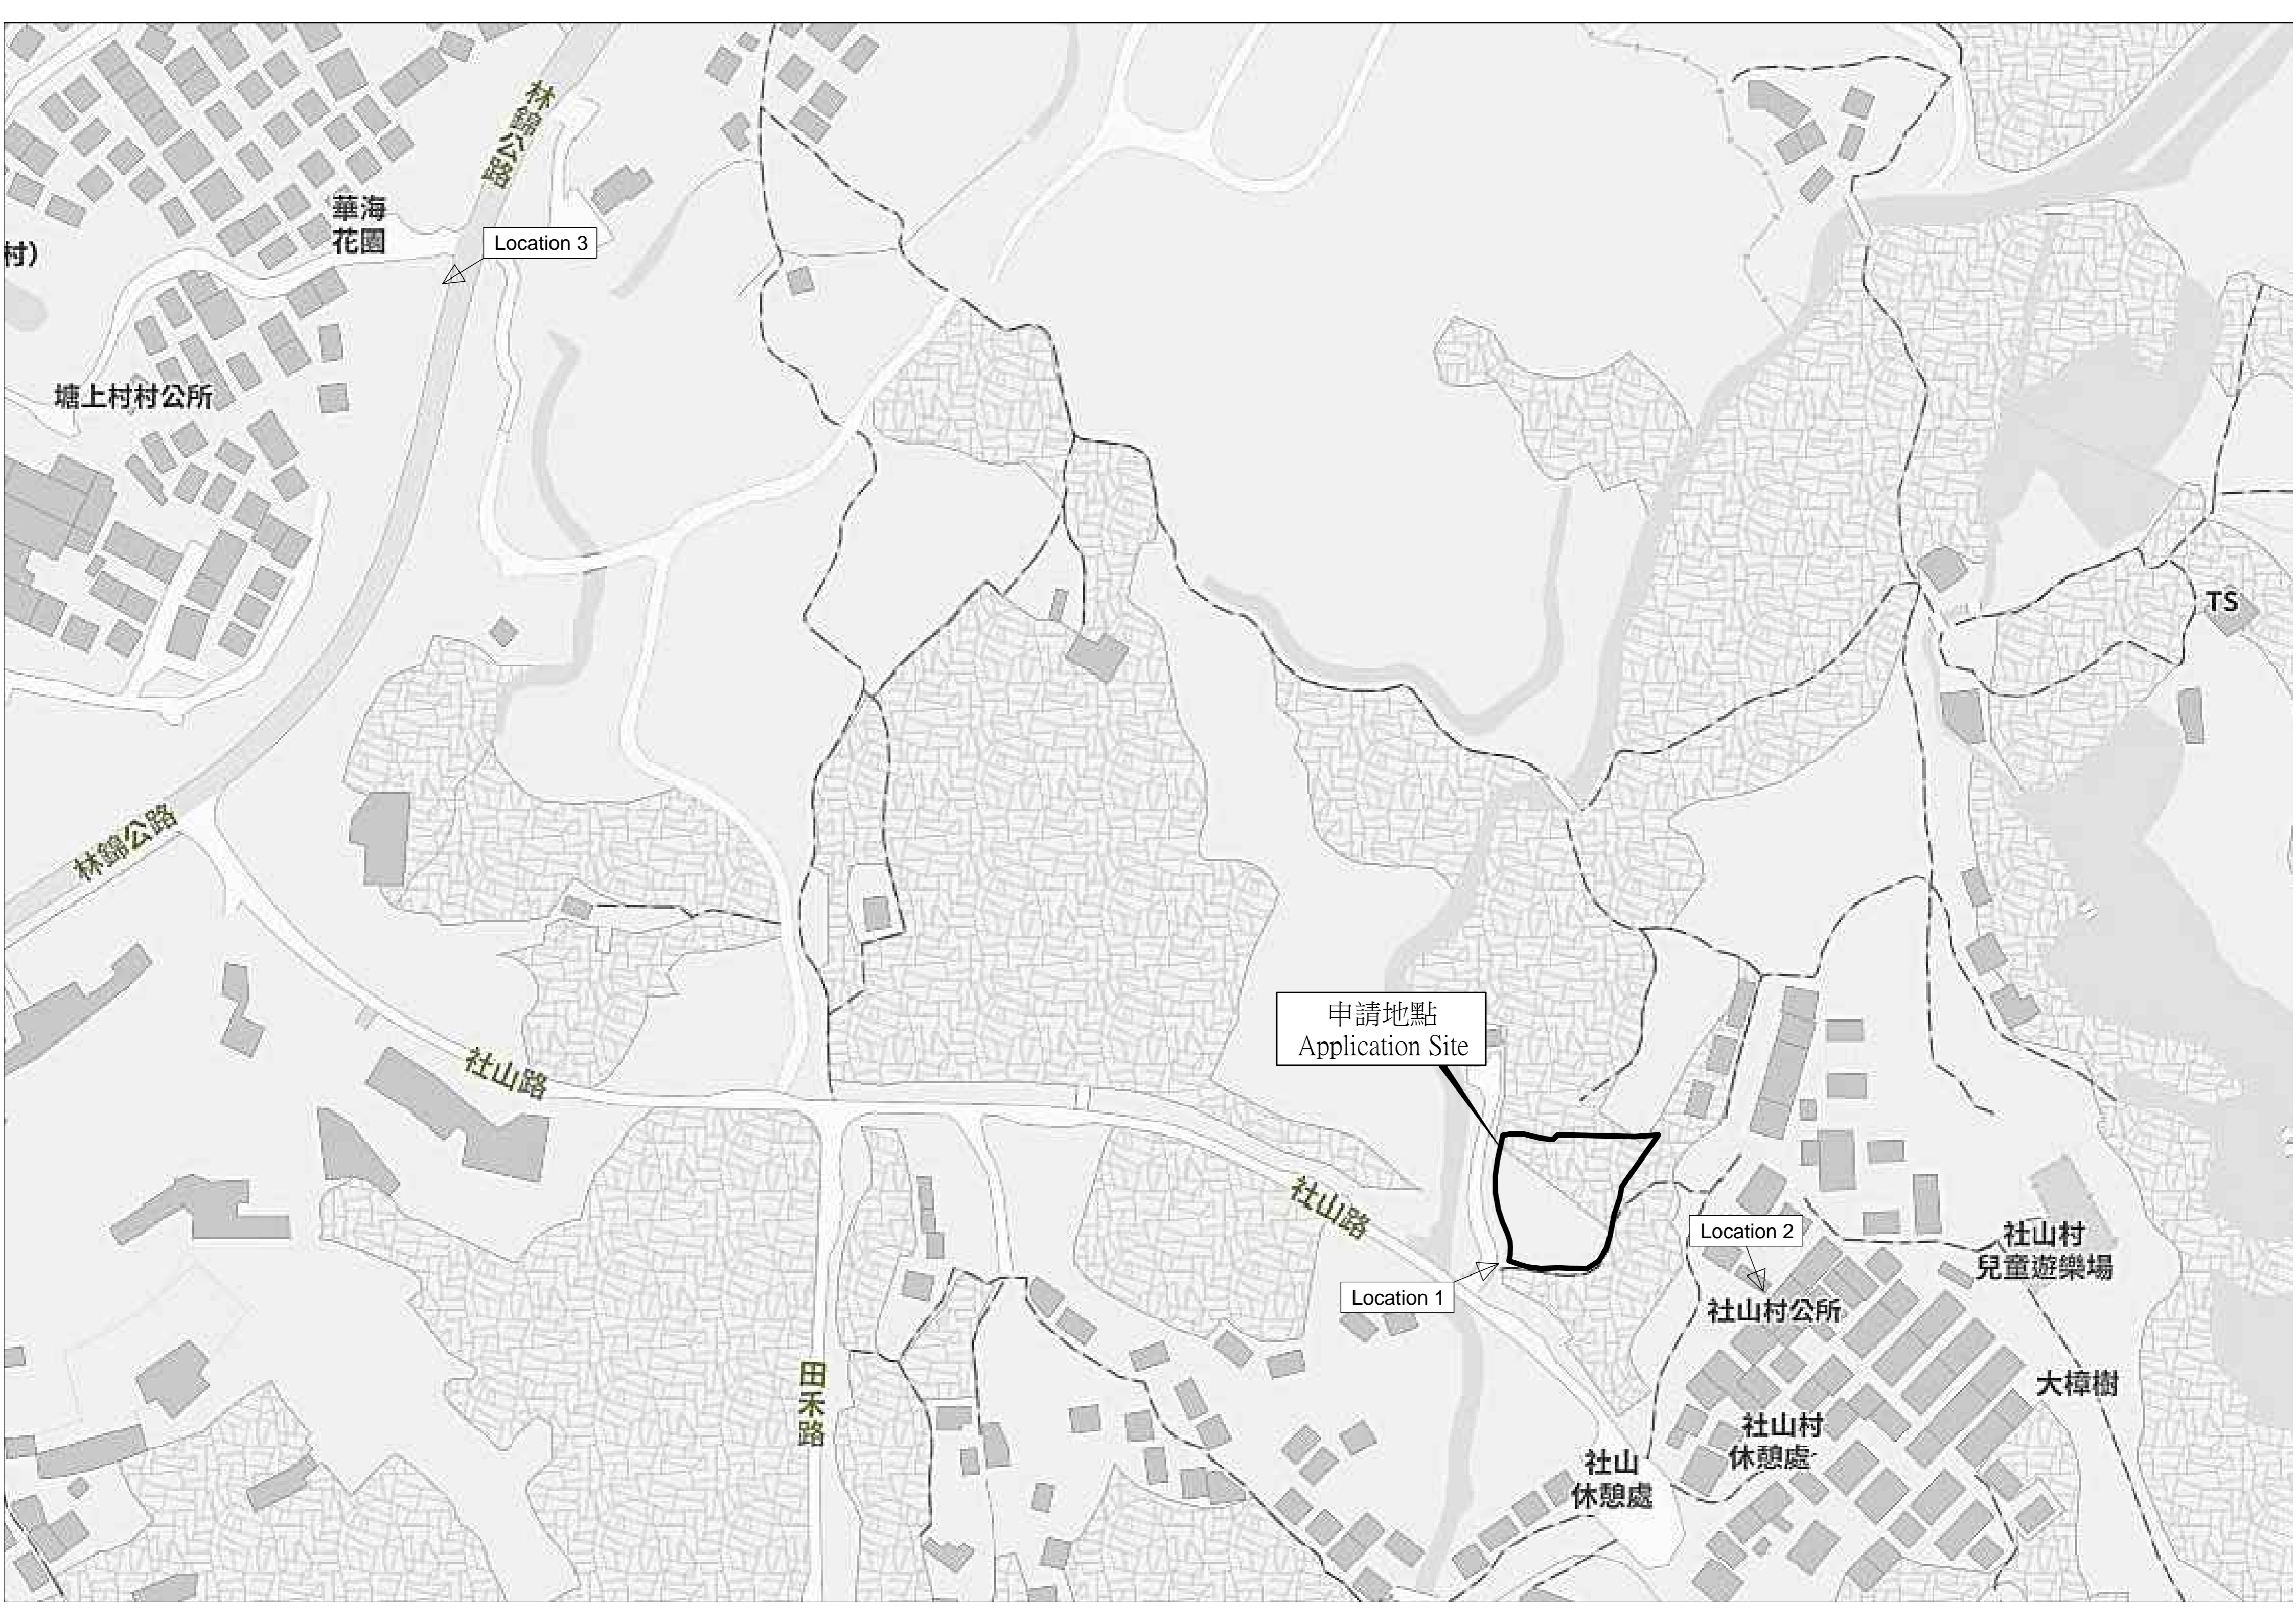 林錦公路
華海
花園
Location 3
村)
塘上村村公所
TS
林錦公路
申請地點
Application Site
社山路
社山路
Location 2
社山村
兒童遊樂場
Location 1
社山村公所
田禾路
大樟樹
社山村
休憩處
社山
休憩處